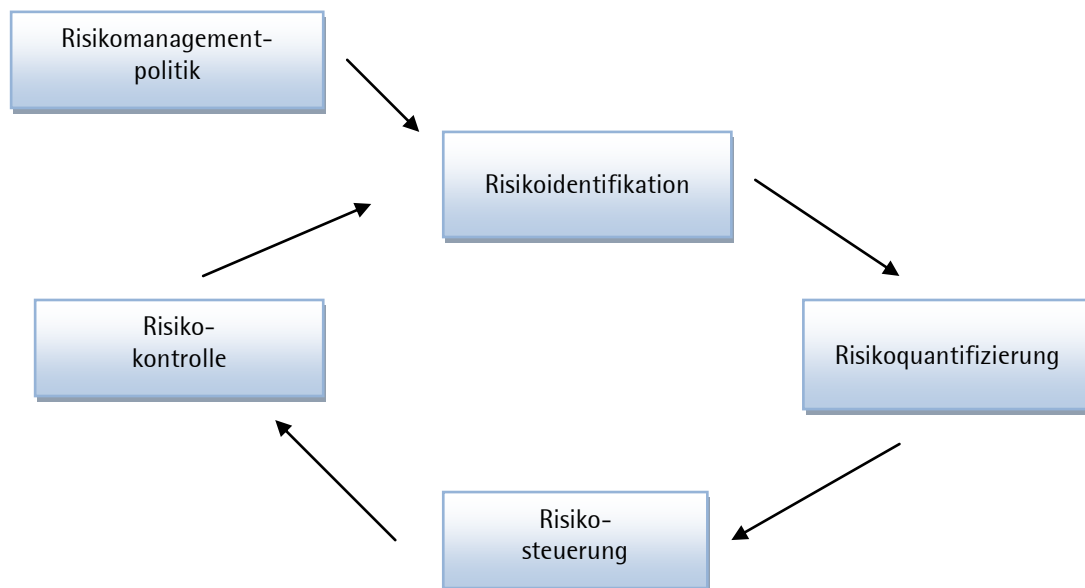 Risikomanagement-
politik
Risikoidentifikation
Risiko-
kontrolle
Risikoquantifizierung
Risiko-
steuerung